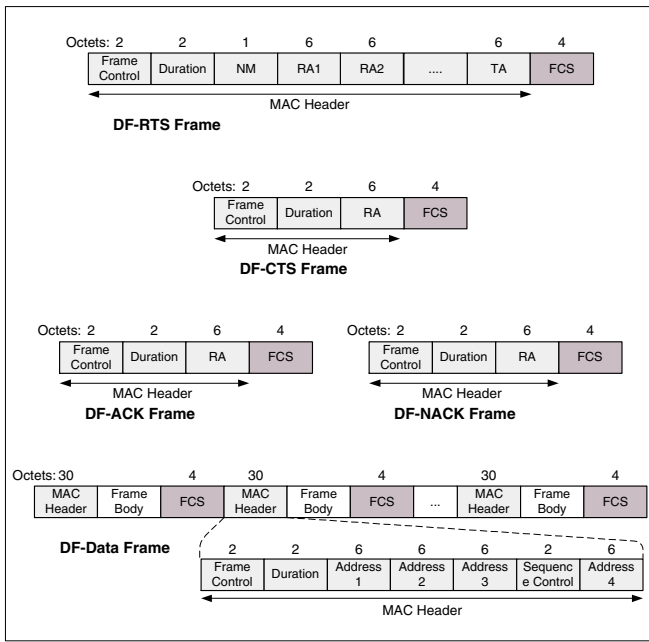 Octets: 2 2 1 6 6 6 4
Frame Control Duration NM RA1 RA2 .... TA FCS
MAC Header
DF-RTS Frame
Octets: 2 2 6 4
Frame Control Duration RA FCS
MAC Header
DF-CTS Frame
Octets: 2 2 6 4
Frame Control Duration RA FCS
MAC Header
DF-ACK Frame
Octets: 2 2 6 4
Frame Control Duration RA FCS
MAC Header
DF-NACK Frame
Octets: 30 4 30 4 30 4
MAC Header Frame Body FCS MAC Header Frame Body FCS ... MAC Header Frame Body FCS
DF-Data Frame
2 2 6 6 6 2 6
Frame Control Duration Address 1 Address 2 Address 3 Sequenc e Control Address 4
MAC Header